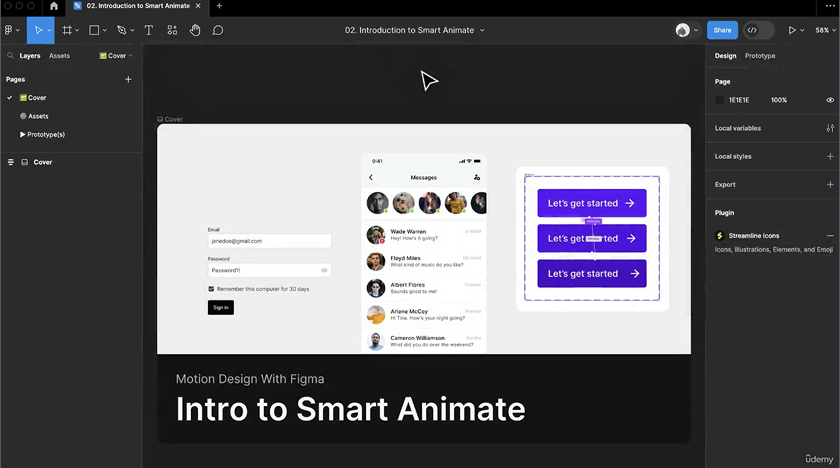 02. Introduction to Smart Animate
02. Introduction to Smart Animate
Share
58%
Layers
Assets
Cover
Design
Prototype
Pages
Cover
Assets
Prototype(s)
Cover
Page
1E1E1E
100%
Local variables
Local styles
Export
Plugin
Streamline Icons
Icons, Illustrations, Elements, and Emoji
Cover
Email
janedoe@gmail.com
Password
Password1!
Remember this computer for 30 days
Sign in
9:41
Messages
Wade Warren
Hey! How's it going?
Floyd Miles
What kind of music do you like?
Albert Flores
Sounds good to me!
Arlene McCoy
Hi Tina. How's your night going?
Cameron Williamson
What did you do over the weekend?
Let's get started
Let's get started
Let's get started
Motion Design With Figma
Intro to Smart Animate
ûdemy